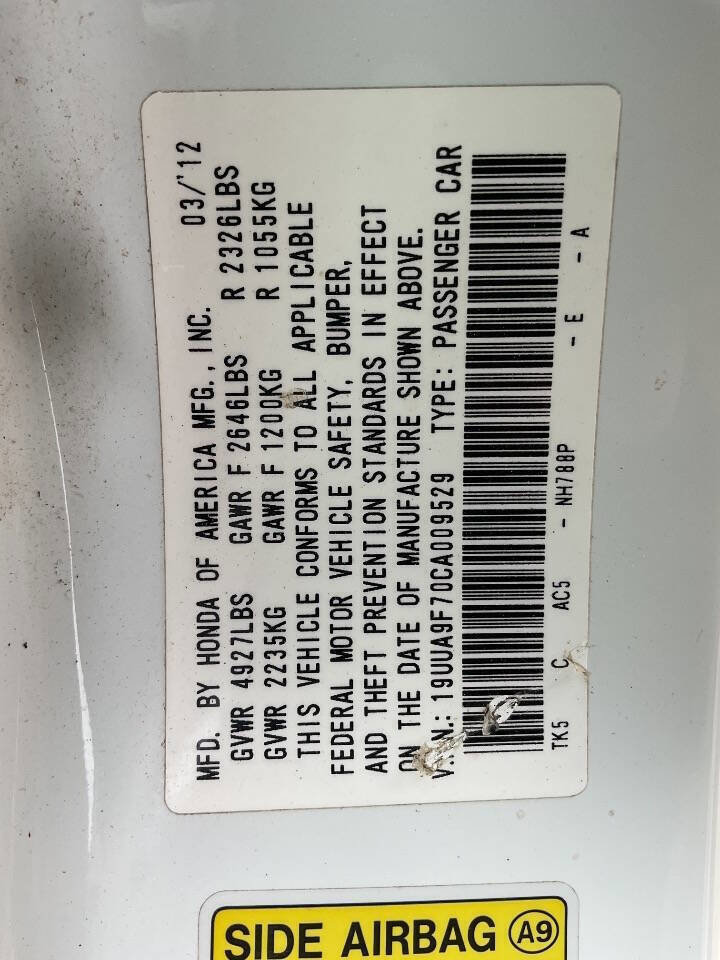 MFD. BY HONDA OF AMERICA MFG., INC. 03/'12
GVWR 4927LBS GAWR F 2646LBS R 2326LBS
GVWR 2235KG GAWR F 1200KG R 1055KG
THIS VEHICLE CONFORMS TO ALL APPLICABLE
FEDERAL MOTOR VEHICLE SAFETY, BUMPER,
AND THEFT PREVENTION STANDARDS IN EFFECT
ON THE DATE OF MANUFACTURE SHOWN ABOVE.
V.I.N.: 19UUA9F70CA009529 TYPE: PASSENGER CAR
TK5 C AC5 - NH788P - E - A
SIDE AIRBAG A9